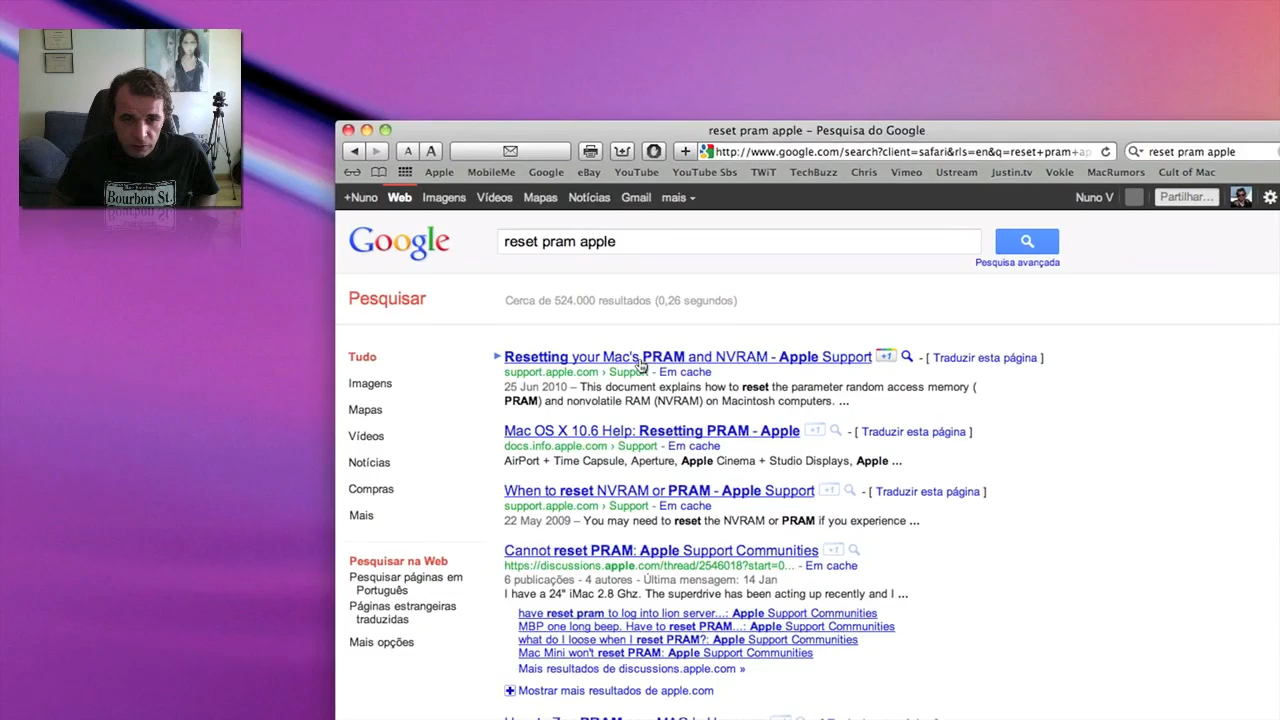 Bourbon St.
reset pram apple – Pesquisa do Google
A A http://www.google.com/search?client=safari&rls=en&q=reset+pram+ap reset pram apple
Apple MobileMe Google eBay YouTube YouTube Sbs TWiT TechBuzz Chris Vimeo Ustream Justin.tv Vokle MacRumors Cult of Mac
+Nuno Web Imagens Vídeos Mapas Notícias Gmail mais Nuno V Partilhar...
Google reset pram apple
Pesquisa avançada
Pesquisar Cerca de 524.000 resultados (0,26 segundos)
Tudo
Imagens
Mapas
Vídeos
Notícias
Compras
Mais
Pesquisar na Web
Pesquisar páginas em
Português
Páginas estrangeiras
traduzidas
Mais opções
Resetting your Mac's PRAM and NVRAM - Apple Support +1 - [ Traduzir esta página ]
support.apple.com › Support - Em cache
25 Jun 2010 – This document explains how to reset the parameter random access memory (
PRAM) and nonvolatile RAM (NVRAM) on Macintosh computers. ...
Mac OS X 10.6 Help: Resetting PRAM - Apple +1 - [ Traduzir esta página ]
docs.info.apple.com › Support - Em cache
AirPort + Time Capsule, Aperture, Apple Cinema + Studio Displays, Apple ...
When to reset NVRAM or PRAM - Apple Support +1 - [ Traduzir esta página ]
support.apple.com › Support - Em cache
22 May 2009 – You may need to reset the NVRAM or PRAM if you experience ...
Cannot reset PRAM: Apple Support Communities +1
https://discussions.apple.com/thread/2546018?start=0... - Em cache
6 publicações - 4 autores - Última mensagem: 14 Jan
I have a 24" iMac 2.8 Ghz. The superdrive has been acting up recently and I ...
have reset pram to log into lion server...: Apple Support Communities
MBP one long beep. Have to reset PRAM...: Apple Support Communities
what do I loose when I reset PRAM?: Apple Support Communities
Mac Mini won't reset PRAM: Apple Support Communities
Mais resultados de discussions.apple.com »
Mostrar mais resultados de apple.com